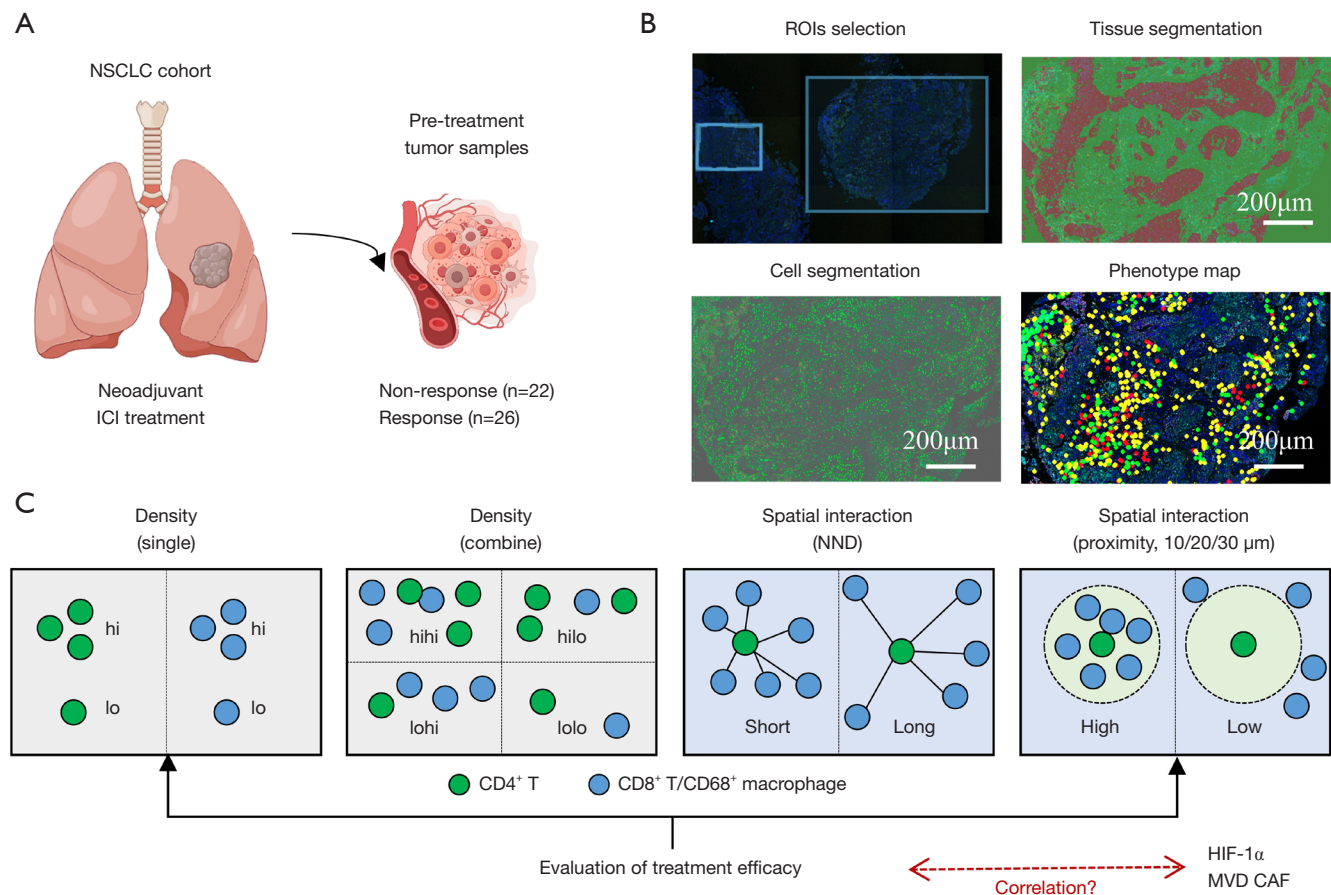 A
NSCLC cohort
Pre-treatment
tumor samples
Neoadjuvant
ICI treatment
Non-response (n=22)
Response (n=26)
B
ROIs selection
Tissue segmentation
200μm
Cell segmentation
Phenotype map
200μm
200μm
C
Density
(single)
Density
(combine)
Spatial interaction
(NND)
Spatial interaction
(proximity, 10/20/30 μm)
hi
hi
lo
lo
hihi
hilo
lohi
lolo
Short
Long
High
Low
CD4⁺ T
CD8⁺ T/CD68⁺ macrophage
Evaluation of treatment efficacy
Correlation?
HIF-1α
MVD CAF